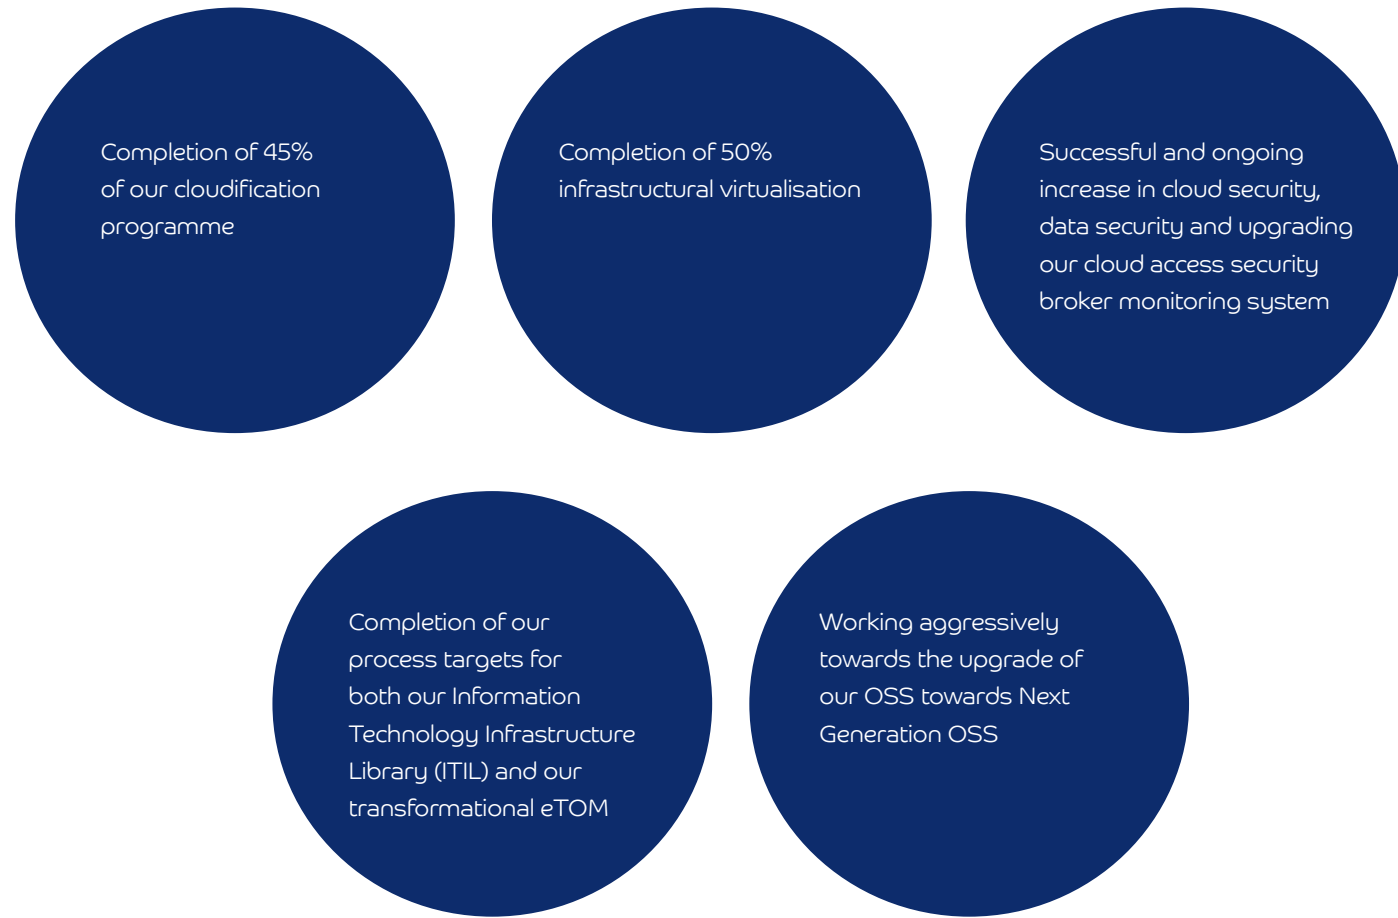 Completion of 45%
of our cloudification
programme
Completion of 50%
infrastructural virtualisation
Successful and ongoing
increase in cloud security,
data security and upgrading
our cloud access security
broker monitoring system
Completion of our
process targets for
both our Information
Technology Infrastructure
Library (ITIL) and our
transformational eTOM
Working aggressively
towards the upgrade of
our OSS towards Next
Generation OSS